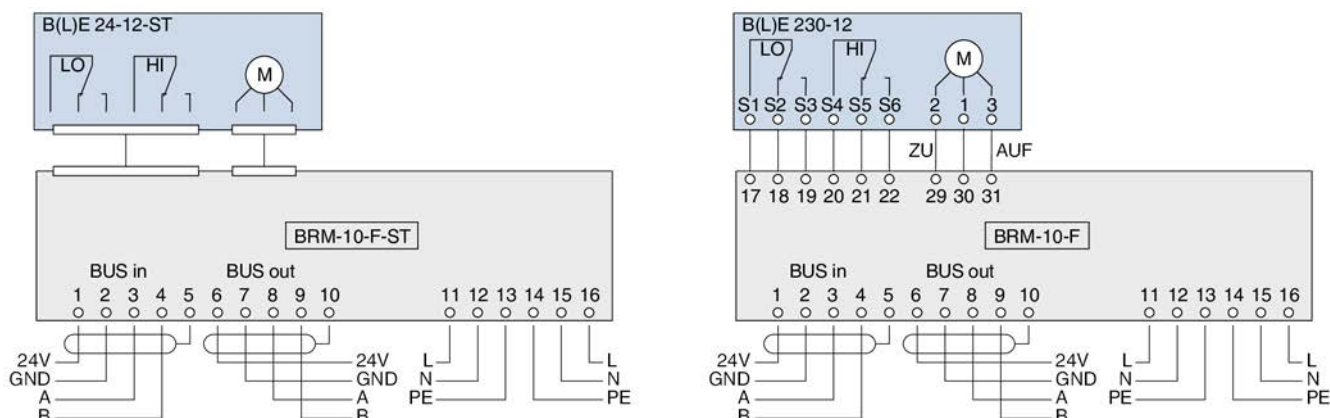 B(L)E 24-12-ST
LO HI M
BRM-10-F-ST
BUS in BUS out
1 2 3 4 5 6 7 8 9 10 11 12 13 14 15 16
24V 24V L L
GND GND N N
A A PE PE
B B
B(L)E 230-12
LO HI M
S1 S2 S3 S4 S5 S6 2 1 3
ZU AUF
17 18 19 20 21 22 29 30 31
BRM-10-F
BUS in BUS out
1 2 3 4 5 6 7 8 9 10 11 12 13 14 15 16
24V 24V L L
GND GND N N
A A PE PE
B B